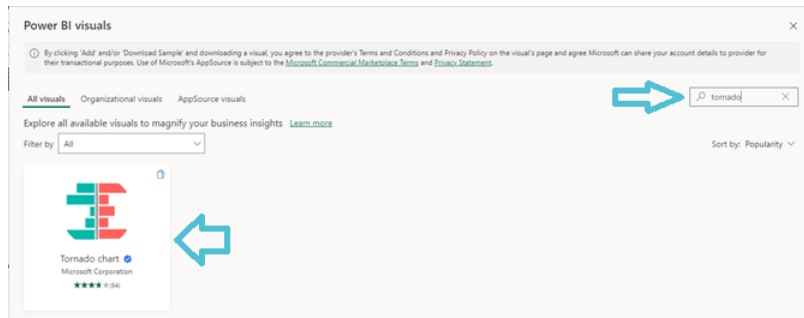 Power BI visuals
By clicking 'Add' and/or 'Download Sample' and downloading a visual, you agree to the provider's Terms and Conditions and Privacy Policy on the visual's page and agree Microsoft can share your account details to provider for
their transactional purposes. Use of Microsoft's AppSource is subject to the Microsoft Commercial Marketplace Terms and Privacy Statement.
All visuals Organizational visuals AppSource visuals
tornado
Explore all available visuals to magnify your business insights Learn more
Filter by All
Sort by: Popularity
Tornado chart
Microsoft Corporation
(54)